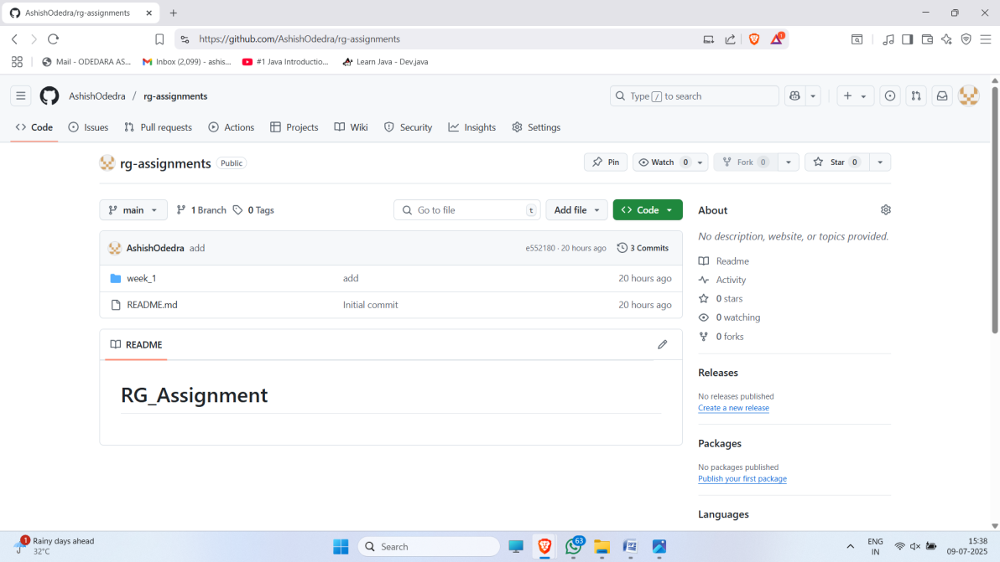 AshishOdedra/rg-assignments
https://github.com/AshishOdedra/rg-assignments
Mail - ODEDARA AS... Inbox (2,099) - ashis... #1 Java Introductio... Learn Java - Dev.java
AshishOdedra / rg-assignments Type / to search
Code Issues Pull requests Actions Projects Wiki Security Insights Settings
rg-assignments Public Pin Watch 0 Fork 0 Star 0
main 1 Branch 0 Tags Go to file t Add file Code About
AshishOdedra add e552180 · 20 hours ago 3 Commits No description, website, or topics provided.
week_1 add 20 hours ago
README.md Initial commit 20 hours ago
Readme
Activity
0 stars
0 watching
0 forks
README
RG_Assignment
Releases
No releases published
Create a new release
Packages
No packages published
Publish your first package
Languages
1 Rainy days ahead
32°C
Search
63
ENG
IN
15:38
09-07-2025